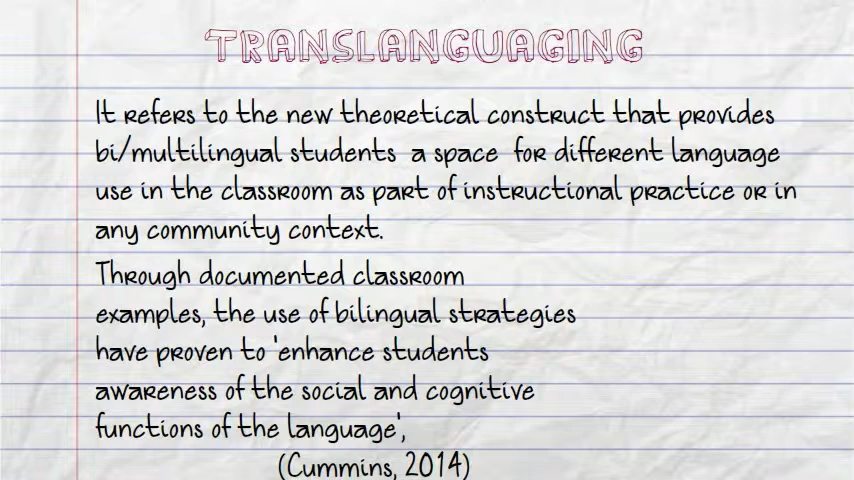 TRANSLANGUAGING
It refers to the new theoretical construct that provides
bi/multilingual students a space for different language
use in the classroom as part of instructional practice or in
any community context.
Through documented classroom
examples, the use of bilingual strategies
have proven to 'enhance students
awareness of the social and cognitive
functions of the language',
(Cummins, 2014)